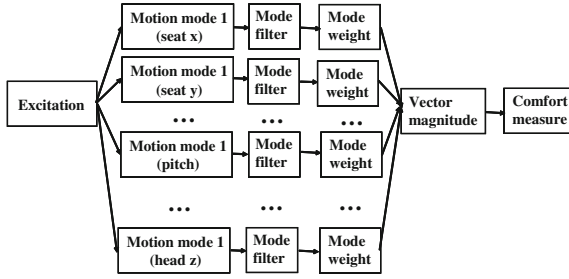 Motion mode 1
(seat x)
Mode
filter
Mode
weight
Excitation
Motion mode 1
(seat y)
Mode
filter
Mode
weight
Vector
magnitude
Comfort
measure
... ... ...
Motion mode 1
(pitch)
Mode
filter
Mode
weight
... ... ...
Motion mode 1
(head z)
Mode
filter
Mode
weight